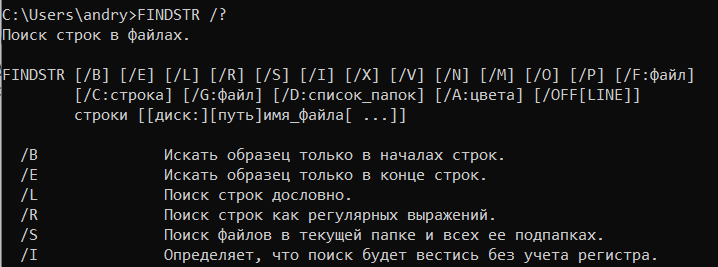 C:\Users\andry>FINDSTR /?
Поиск строк в файлах.
FINDSTR [/B] [/E] [/L] [/R] [/S] [/I] [/X] [/V] [/N] [/M] [/O] [/P] [/F:файл]
[/C:строка] [/G:файл] [/D:список_папок] [/A:цвета] [/OFF[LINE]]
строки [[диск:][путь]имя_файла[ ...]]
/B Искать образец только в началах строк.
/E Искать образец только в конце строк.
/L Поиск строк дословно.
/R Поиск строк как регулярных выражений.
/S Поиск файлов в текущей папке и всех ее подпапках.
/I Определяет, что поиск будет вестись без учета регистра.